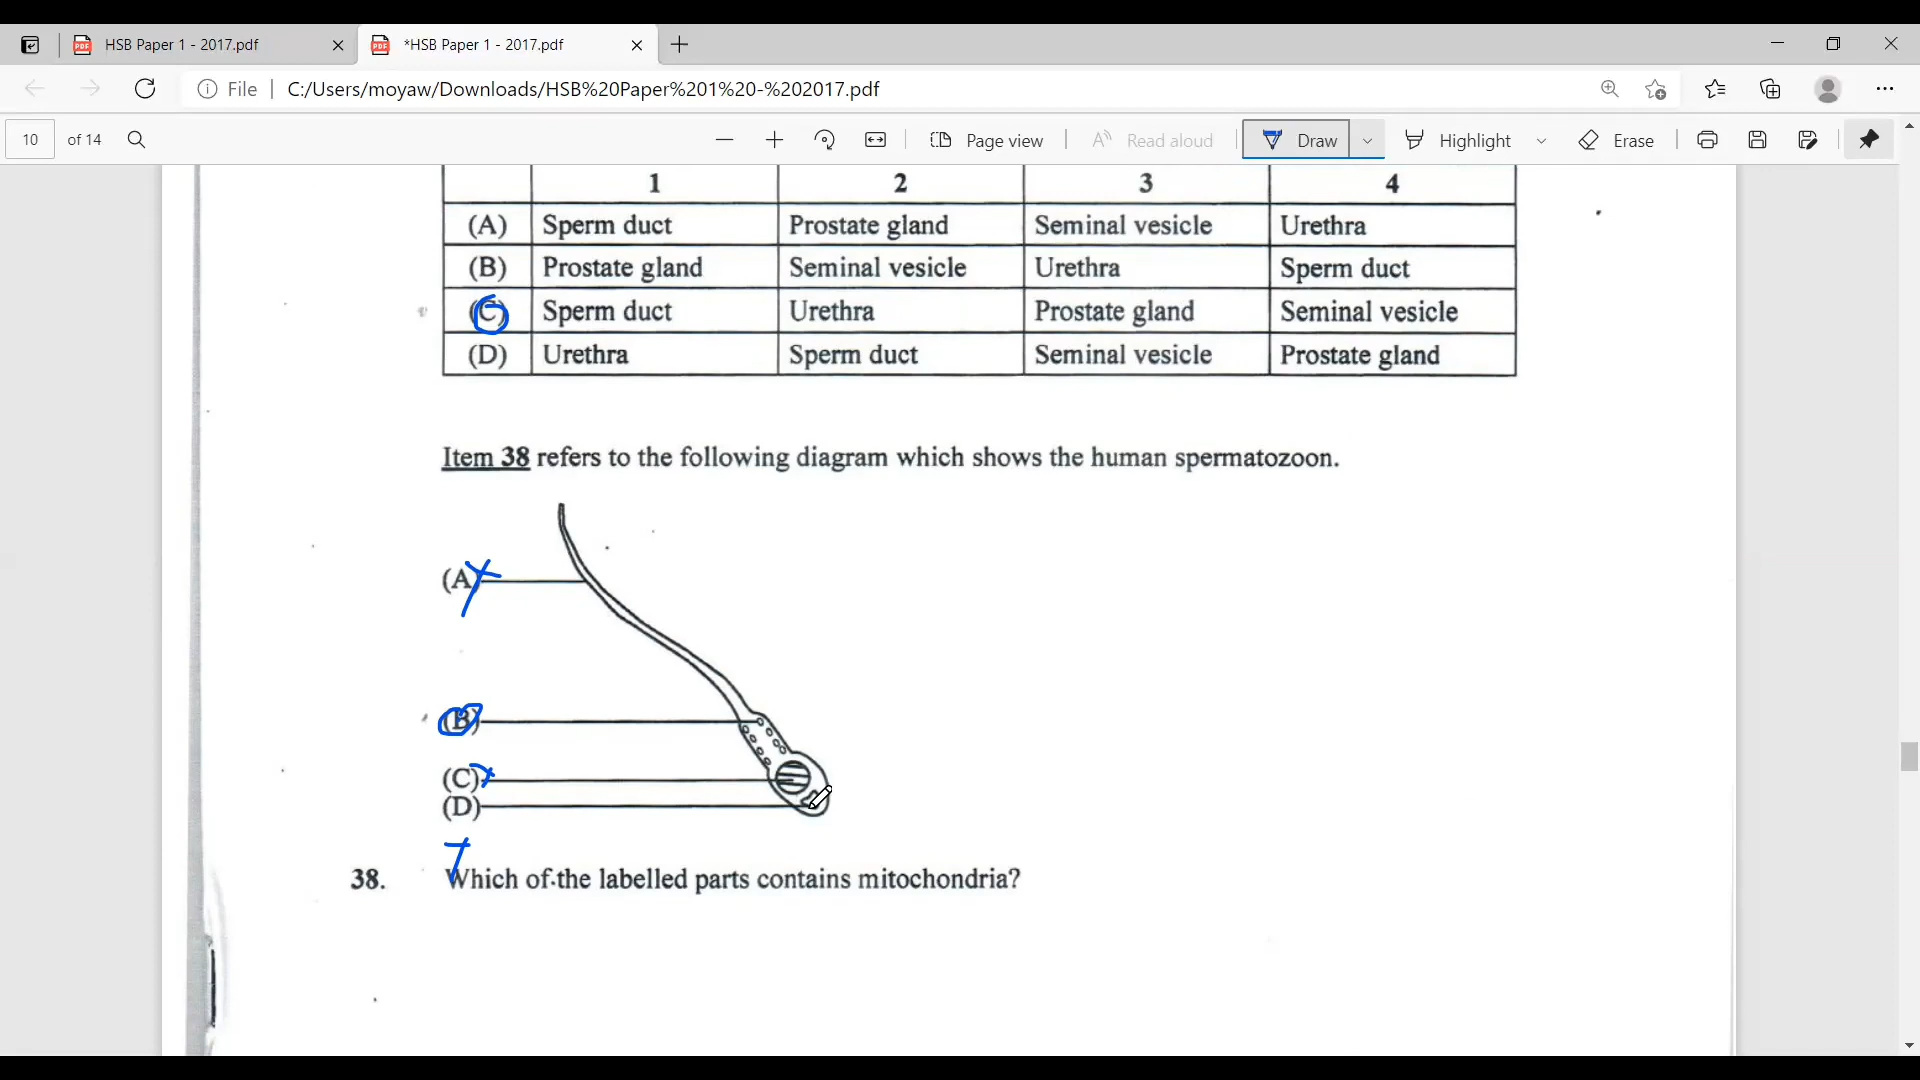 HSB Paper 1 - 2017.pdf
*HSB Paper 1 - 2017.pdf
File
C:/Users/moyaw/Downloads/HSB%20Paper%201%20-%202017.pdf
10 of 14
Page view
Read aloud
Draw
Highlight
Erase
1 2 3 4
(A) Sperm duct Prostate gland Seminal vesicle Urethra
(B) Prostate gland Seminal vesicle Urethra Sperm duct
(C) Sperm duct Urethra Prostate gland Seminal vesicle
(D) Urethra Sperm duct Seminal vesicle Prostate gland
Item 38 refers to the following diagram which shows the human spermatozoon.
(A)
(B)
(C)
(D)
38. Which of the labelled parts contains mitochondria?